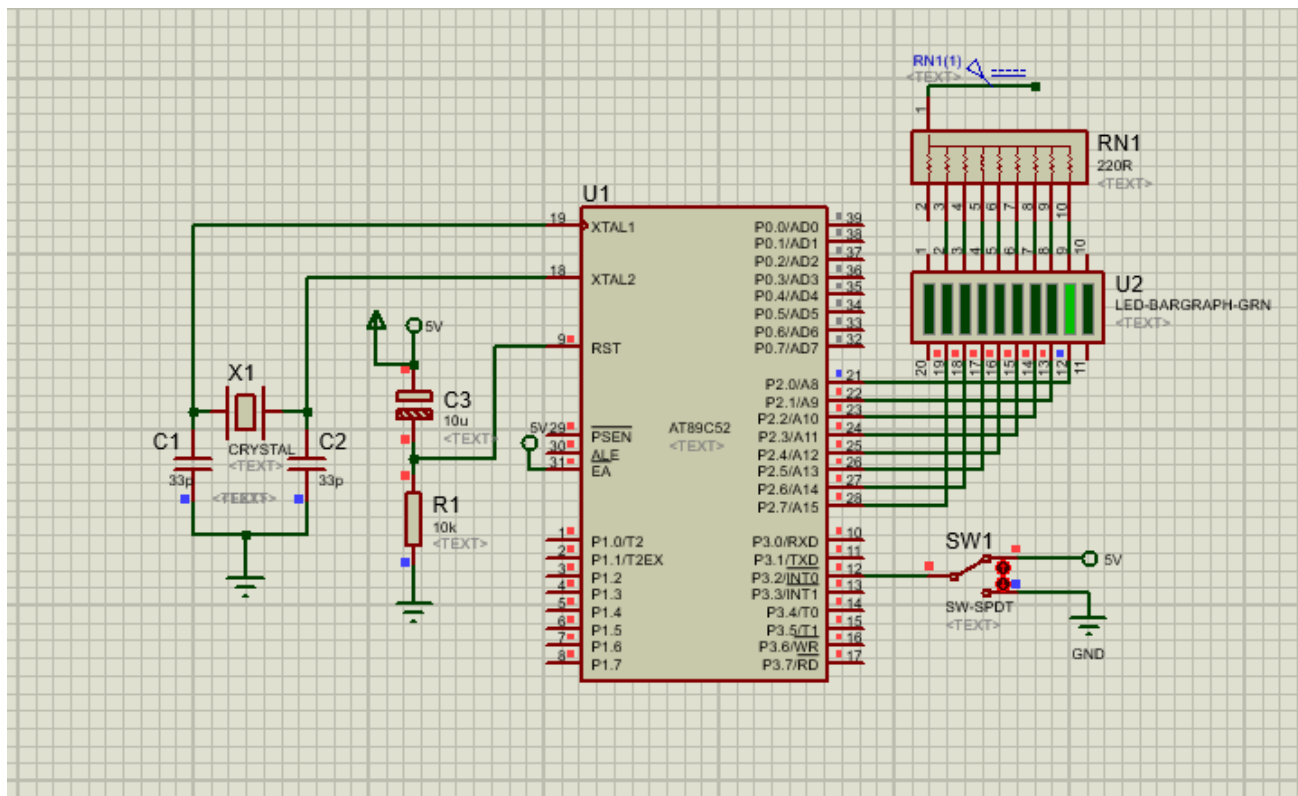 RN1(1)
<TEXT>
1
RN1
220R
<TEXT>
2 3 4 5 6 7 8 9 10
1 2 3 4 5 6 7 8 9 10
U2
LED-BARGRAPH-GRN
<TEXT>
20 19 18 17 16 15 14 13 12 11
U1
19 XTAL1
18 XTAL2
9 RST
29 PSEN
30 ALE
31 EA
1 P1.0/T2
2 P1.1/T2EX
3 P1.2
4 P1.3
5 P1.4
6 P1.5
7 P1.6
8 P1.7
AT89C52
<TEXT>
P0.0/AD0 39
P0.1/AD1 38
P0.2/AD2 37
P0.3/AD3 36
P0.4/AD4 35
P0.5/AD5 34
P0.6/AD6 33
P0.7/AD7 32
P2.0/A8 21
P2.1/A9 22
P2.2/A10 23
P2.3/A11 24
P2.4/A12 25
P2.5/A13 26
P2.6/A14 27
P2.7/A15 28
P3.0/RXD 10
P3.1/TXD 11
P3.2/INT0 12
P3.3/INT1 13
P3.4/T0 14
P3.5/T1 15
P3.6/WR 16
P3.7/RD 17
5V
C3
10u
<TEXT>
5V
R1
10k
<TEXT>
X1
CRYSTAL
<TEXT>
C1
33p
<TEXT>
C2
33p
SW1
SW-SPDT
<TEXT>
5V
GND